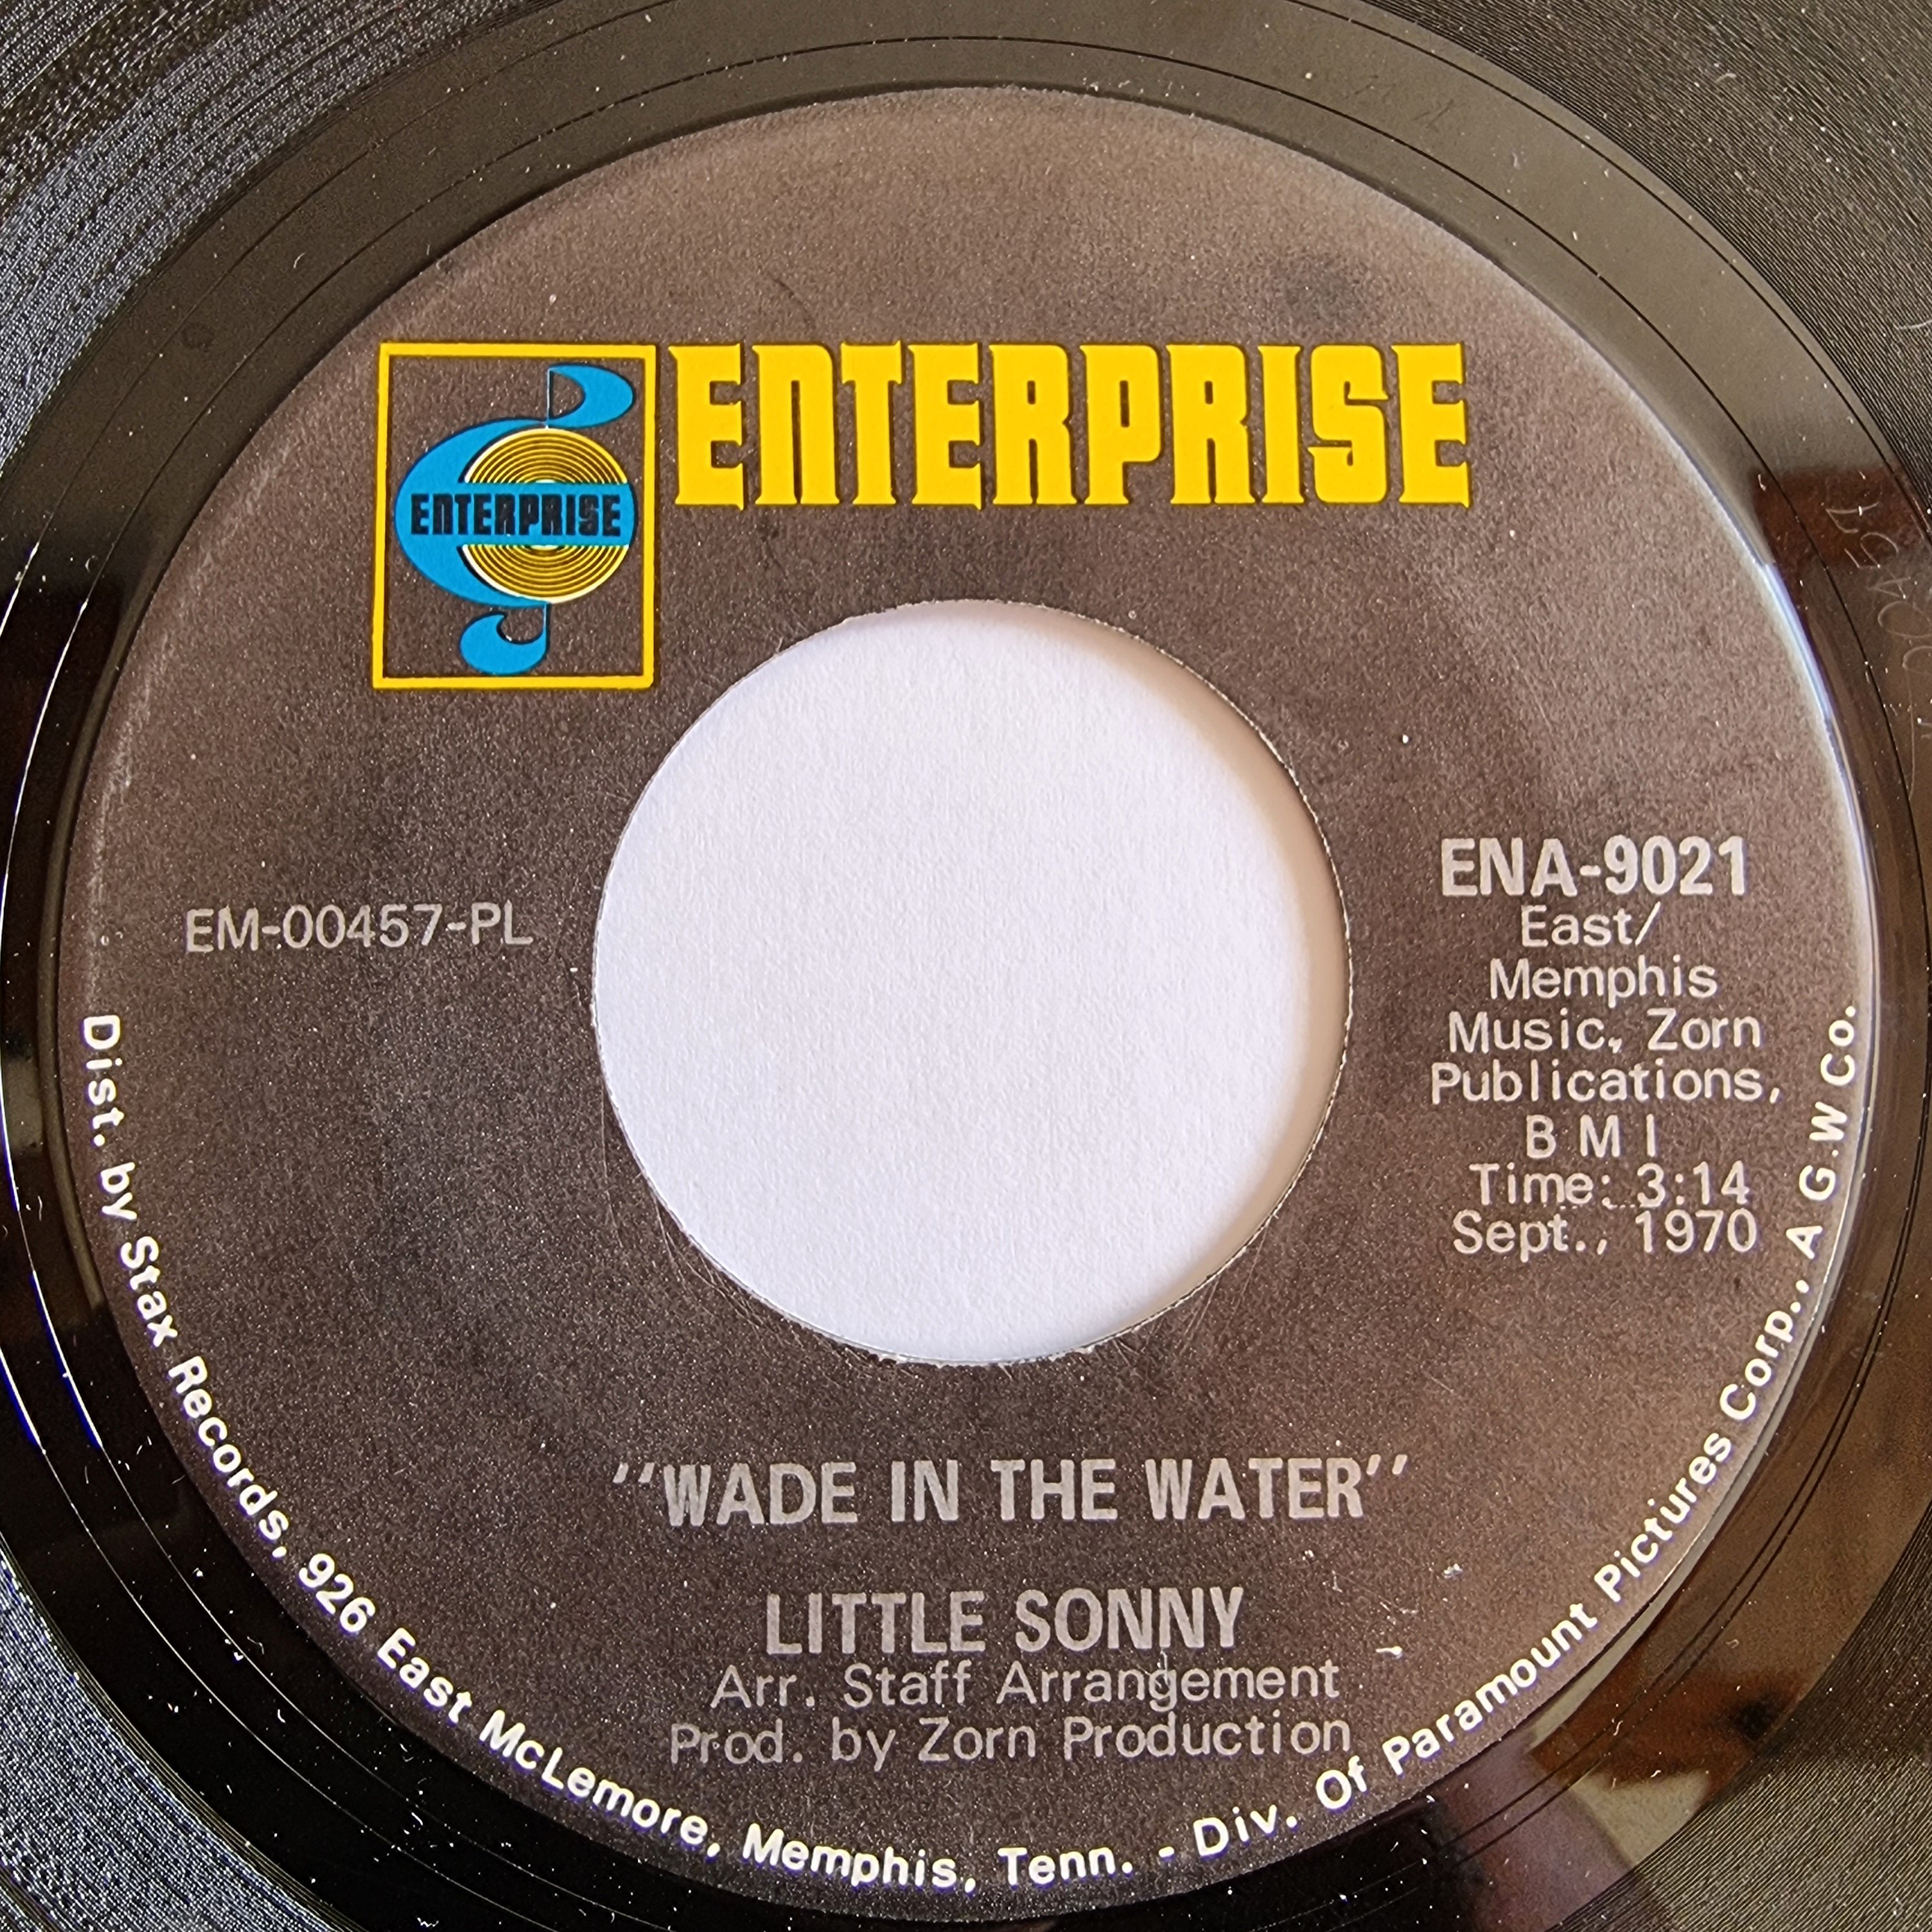 ENTERPRISE
ENTERPRISE
EM-00457-PL
ENA-9021
East/
Memphis
Music, Zorn
Publications,
B M I
Time: 3:14
Sept., 1970
"WADE IN THE WATER"
LITTLE SONNY
Arr. Staff Arrangement
Prod. by Zorn Production
Dist. by Stax Records, 926 East McLemore, Memphis, Tenn. - Div. Of Paramount Pictures Corp., A G.W Co.